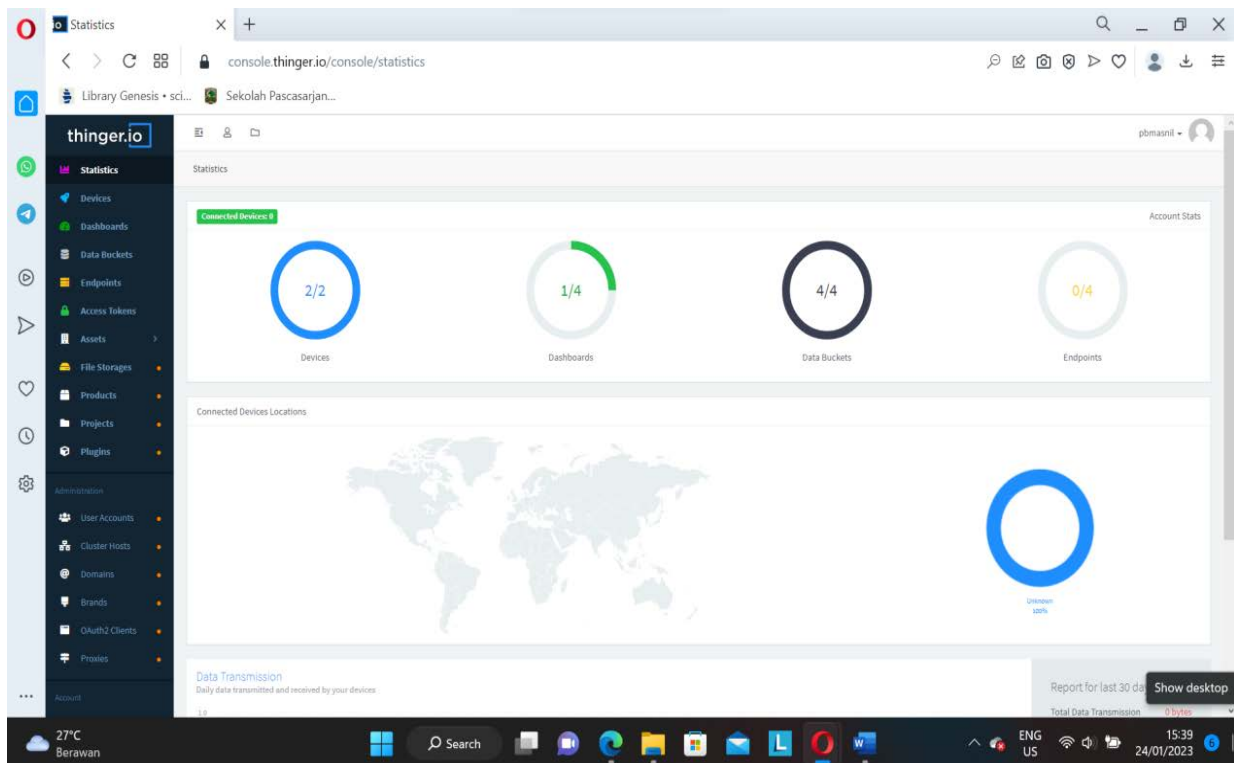 Statistics
console.thinger.io/console/statistics
Library Genesis • sci...
Sekolah Pascasarjan...
thinger.io
pbmasnil
Statistics
Devices
Dashboards
Data Buckets
Endpoints
Access Tokens
Assets
File Storages
Products
Projects
Plugins
Administration
User Accounts
Cluster Hosts
Domains
Brands
OAuth2 Clients
Proxies
Account
Statistics
Connected Devices: 0
Account Stats
2/2
1/4
4/4
0/4
Devices
Dashboards
Data Buckets
Endpoints
Connected Devices Locations
Unknown
100%
Data Transmission
Daily data transmitted and received by your devices
1.0
Report for last 30 da
Total Data Transmission
0 bytes
Show desktop
27°C
Berawan
Search
ENG
US
15:39
24/01/2023
6